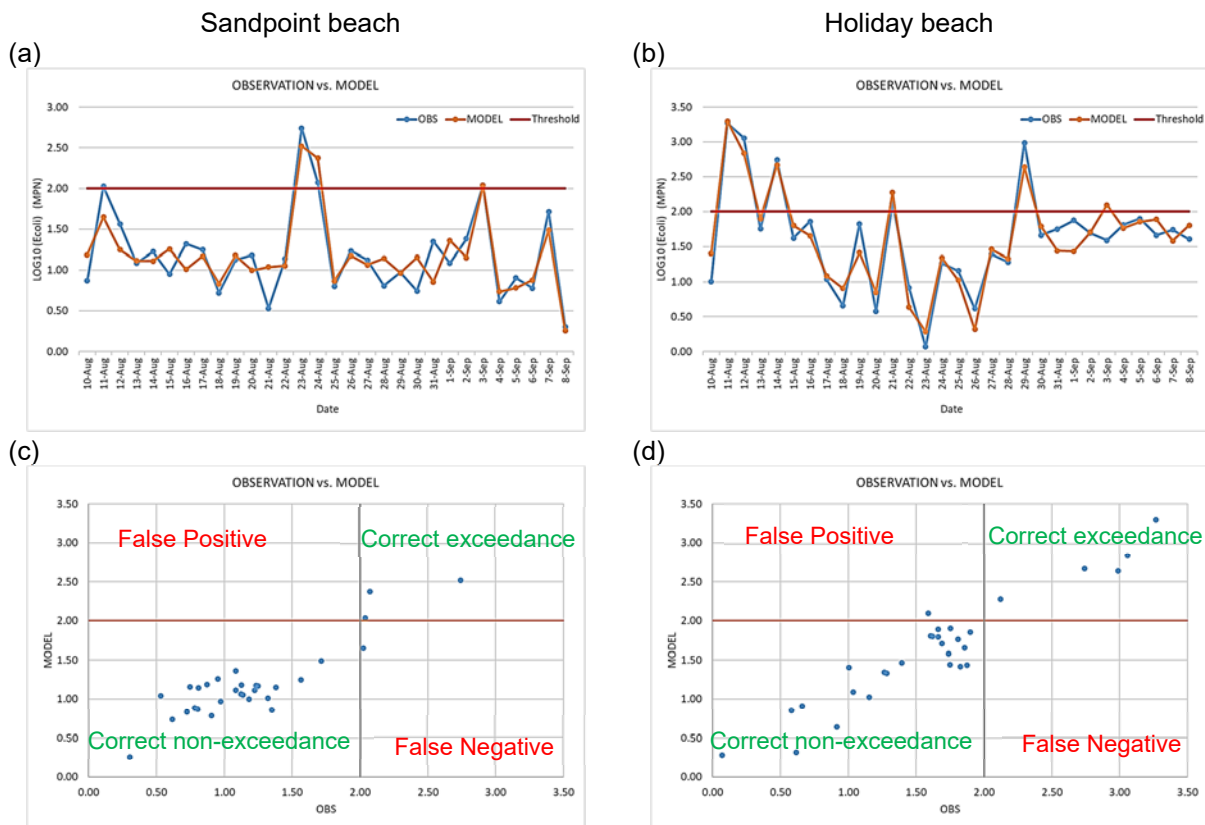 Sandpoint beach
Holiday beach
(a)
(b)
OBSERVATION vs. MODEL
OBS MODEL Threshold
LOG10(Ecoli) (MPN)
3.00
2.50
2.00
1.50
1.00
0.50
0.00
10-Aug
11-Aug
12-Aug
13-Aug
14-Aug
15-Aug
16-Aug
17-Aug
18-Aug
19-Aug
20-Aug
21-Aug
22-Aug
23-Aug
24-Aug
25-Aug
26-Aug
27-Aug
28-Aug
29-Aug
30-Aug
31-Aug
1-Sep
2-Sep
3-Sep
4-Sep
5-Sep
6-Sep
7-Sep
8-Sep
Date
OBSERVATION vs. MODEL
OBS MODEL Threshold
LOG10(Ecoli) (MPN)
3.50
3.00
2.50
2.00
1.50
1.00
0.50
0.00
10-Aug
11-Aug
12-Aug
13-Aug
14-Aug
15-Aug
16-Aug
17-Aug
18-Aug
19-Aug
20-Aug
21-Aug
22-Aug
23-Aug
24-Aug
25-Aug
26-Aug
27-Aug
28-Aug
29-Aug
30-Aug
31-Aug
1-Sep
2-Sep
3-Sep
4-Sep
5-Sep
6-Sep
7-Sep
8-Sep
Date
(c)
(d)
OBSERVATION vs. MODEL
False Positive
Correct exceedance
Correct non-exceedance
False Negative
MODEL
3.50
3.00
2.50
2.00
1.50
1.00
0.50
0.00
0.00 0.50 1.00 1.50 2.00 2.50 3.00 3.50
OBS
OBSERVATION vs. MODEL
False Positive
Correct exceedance
Correct non-exceedance
False Negative
MODEL
3.50
3.00
2.50
2.00
1.50
1.00
0.50
0.00
0.00 0.50 1.00 1.50 2.00 2.50 3.00 3.50
OBS